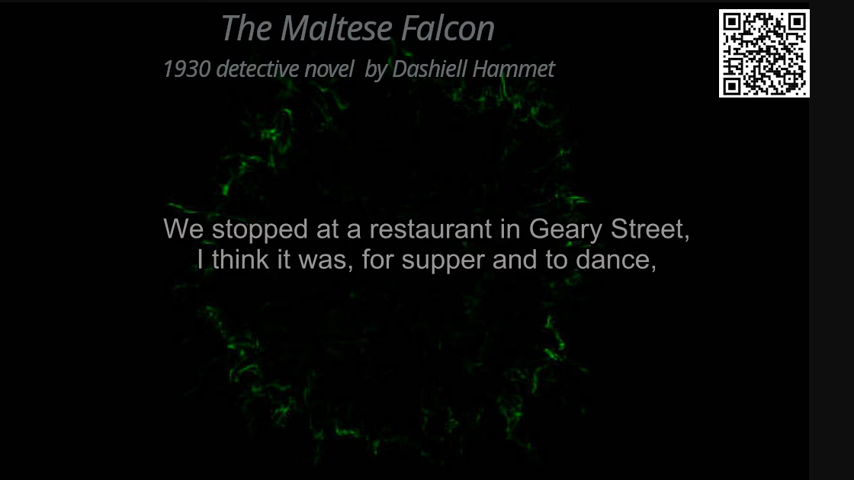 The Maltese Falcon
1930 detective novel by Dashiell Hammet
We stopped at a restaurant in Geary Street,
I think it was, for supper and to dance,